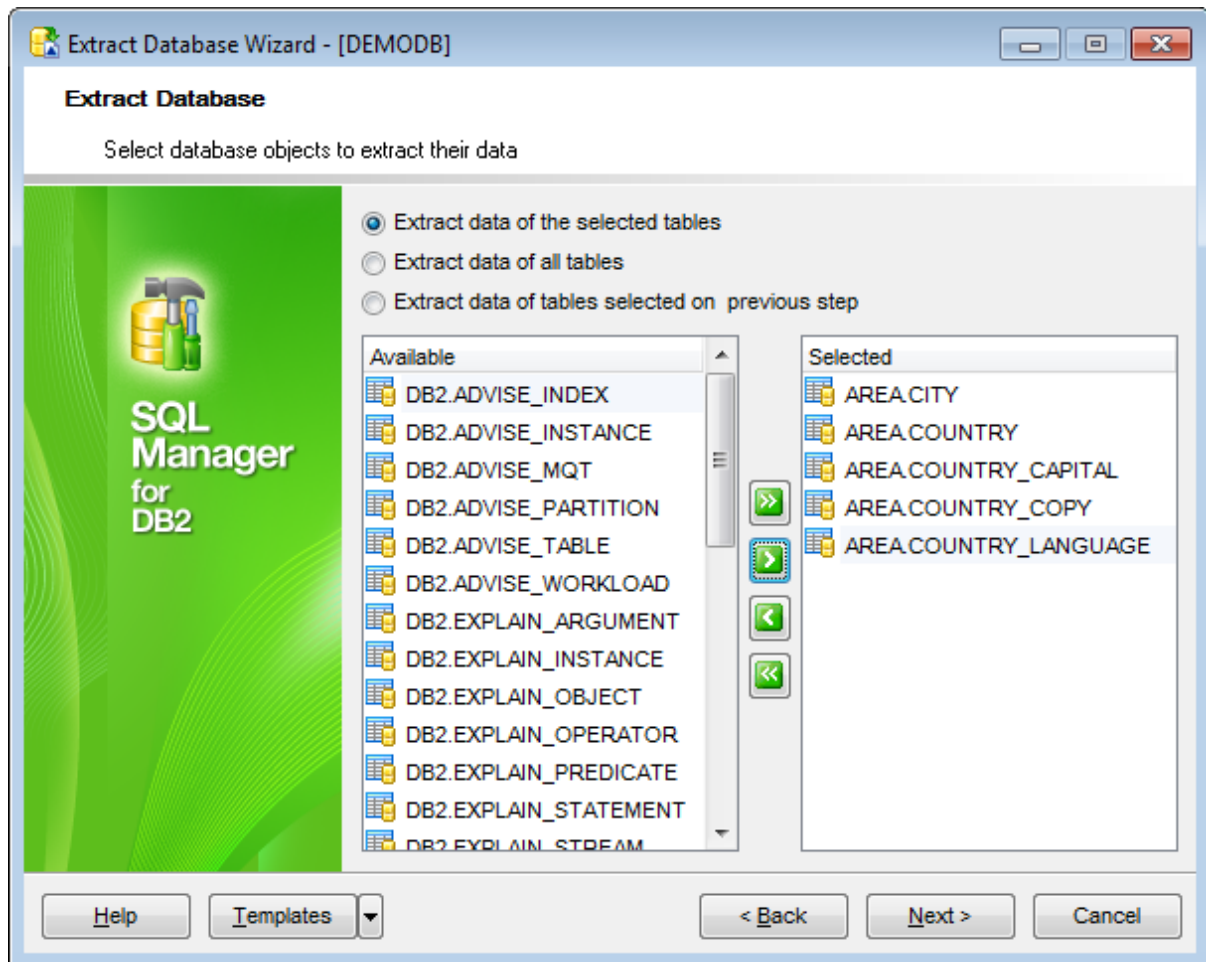 Extract Database Wizard - [DEMODB]
Extract Database
Select database objects to extract their data
Extract data of the selected tables
Extract data of all tables
Extract data of tables selected on  previous step
SQL
Manager
for
DB2
Available
DB2.ADVISE_INDEX
DB2.ADVISE_INSTANCE
DB2.ADVISE_MQT
DB2.ADVISE_PARTITION
DB2.ADVISE_TABLE
DB2.ADVISE_WORKLOAD
DB2.EXPLAIN_ARGUMENT
DB2.EXPLAIN_INSTANCE
DB2.EXPLAIN_OBJECT
DB2.EXPLAIN_OPERATOR
DB2.EXPLAIN_PREDICATE
DB2.EXPLAIN_STATEMENT
DB2.EXPLAIN_STREAM
Selected
AREA.CITY
AREA.COUNTRY
AREA.COUNTRY_CAPITAL
AREA.COUNTRY_COPY
AREA.COUNTRY_LANGUAGE
Help
Templates
< Back
Next >
Cancel